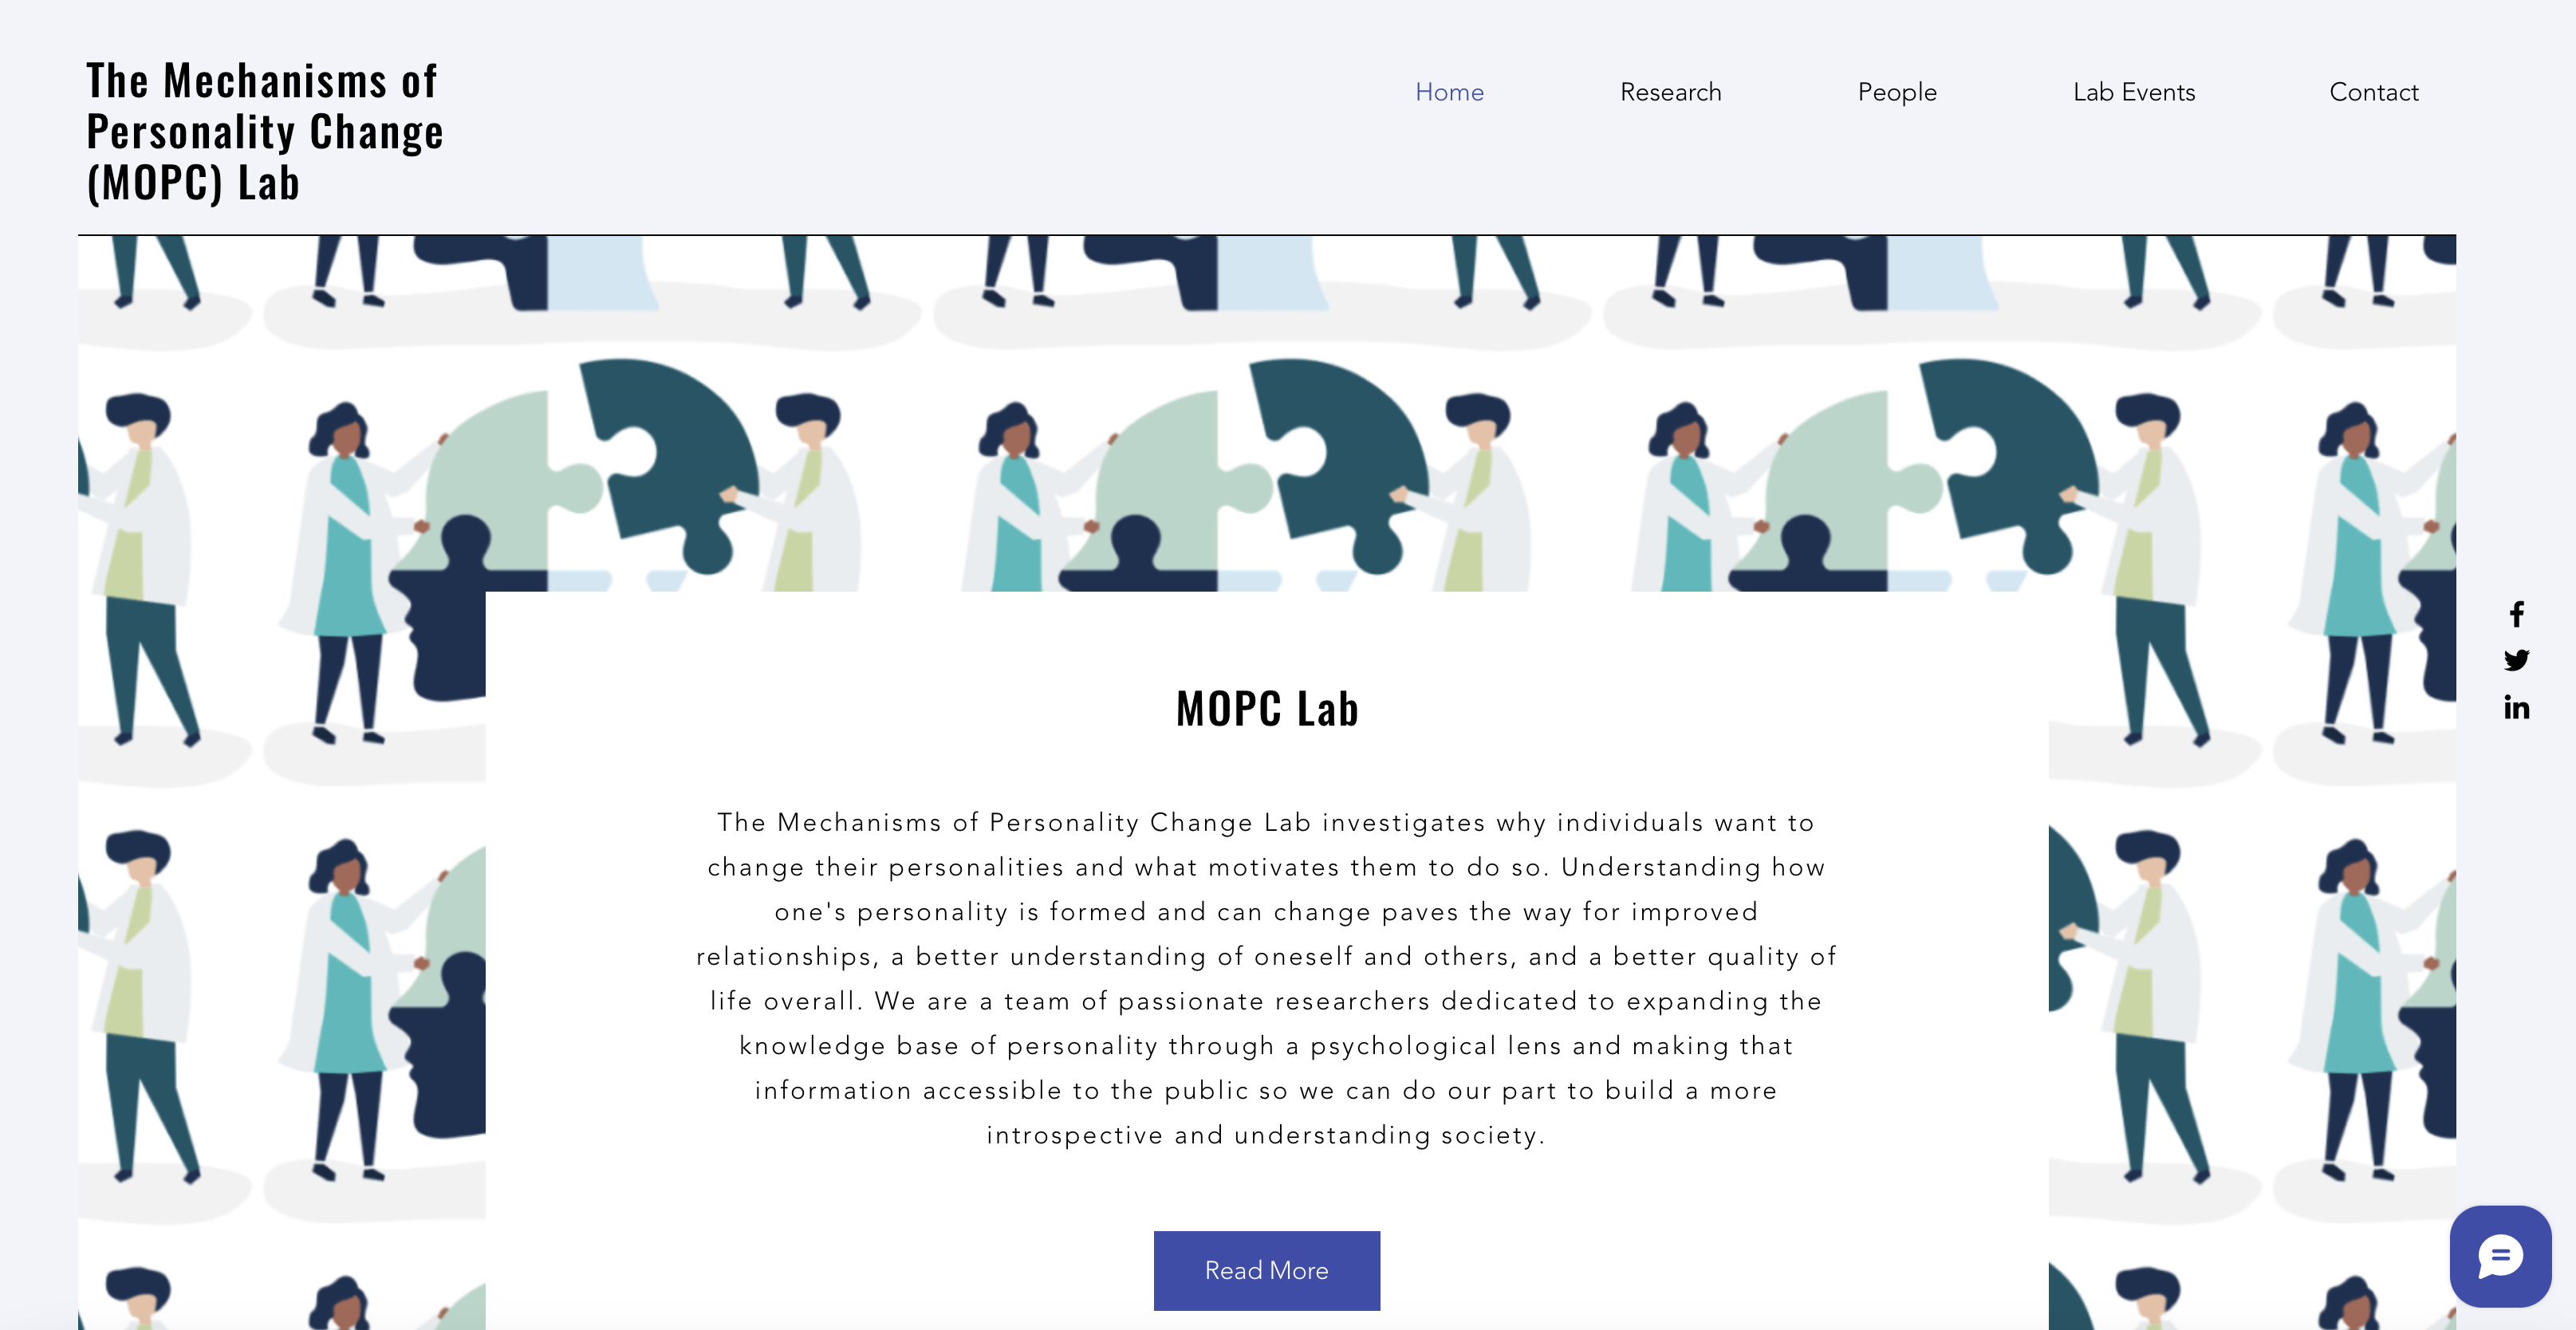 The Mechanisms of
Personality Change
(MOPC) Lab
Home
Research
People
Lab Events
Contact
MOPC Lab
The Mechanisms of Personality Change Lab investigates why individuals want to
change their personalities and what motivates them to do so. Understanding how
one's personality is formed and can change paves the way for improved
relationships, a better understanding of oneself and others, and a better quality of
life overall. We are a team of passionate researchers dedicated to expanding the
knowledge base of personality through a psychological lens and making that
information accessible to the public so we can do our part to build a more
introspective and understanding society.
Read More